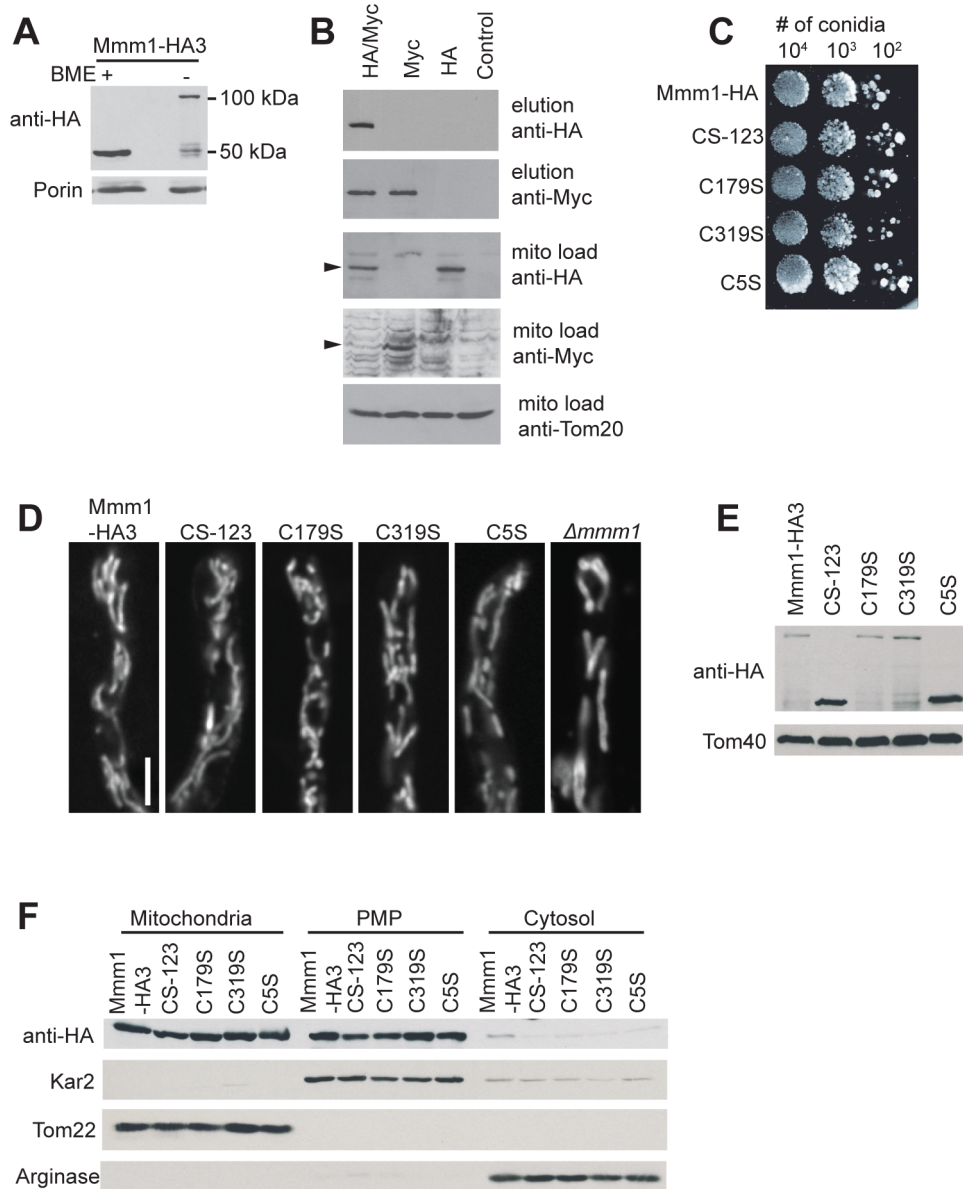 A
Mmm1-HA3
BME + -
anti-HA
100 kDa
50 kDa
Porin
B
HA/Myc
Myc
HA
Control
elution
anti-HA
elution
anti-Myc
mito load
anti-HA
mito load
anti-Myc
mito load
anti-Tom20
C
# of conidia
10⁴ 10³ 10²
Mmm1-HA
CS-123
C179S
C319S
C5S
D
Mmm1
-HA3
CS-123
C179S
C319S
C5S
Δmmm1
E
Mmm1-HA3
CS-123
C179S
C319S
C5S
anti-HA
Tom40
F
Mitochondria
PMP
Cytosol
Mmm1
-HA3
CS-123
C179S
C319S
C5S
Mmm1
-HA3
CS-123
C179S
C319S
C5S
Mmm1
-HA3
CS-123
C179S
C319S
C5S
anti-HA
Kar2
Tom22
Arginase